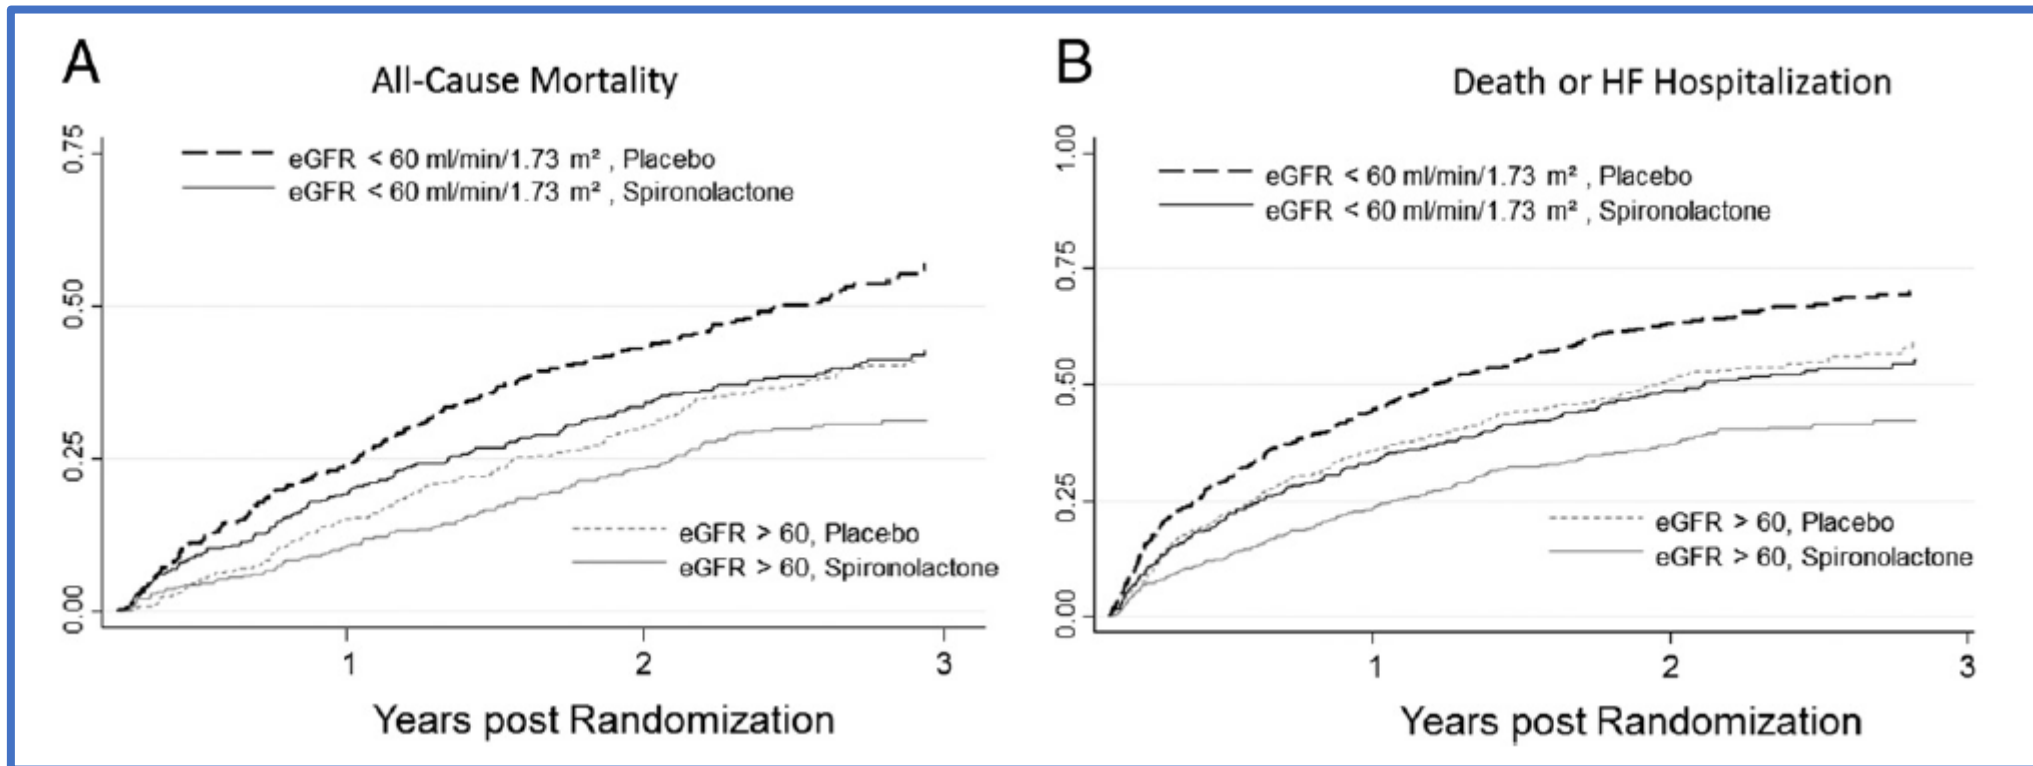 A
All-Cause Mortality
0.75
0.50
0.25
0.00
eGFR < 60 ml/min/1.73 m² , Placebo
eGFR < 60 ml/min/1.73 m² , Spironolactone
eGFR > 60, Placebo
eGFR > 60, Spironolactone
1 2 3
Years post Randomization
B
Death or HF Hospitalization
1.00
0.75
0.50
0.25
0.00
eGFR < 60 ml/min/1.73 m² , Placebo
eGFR < 60 ml/min/1.73 m² , Spironolactone
eGFR > 60, Placebo
eGFR > 60, Spironolactone
1 2 3
Years post Randomization